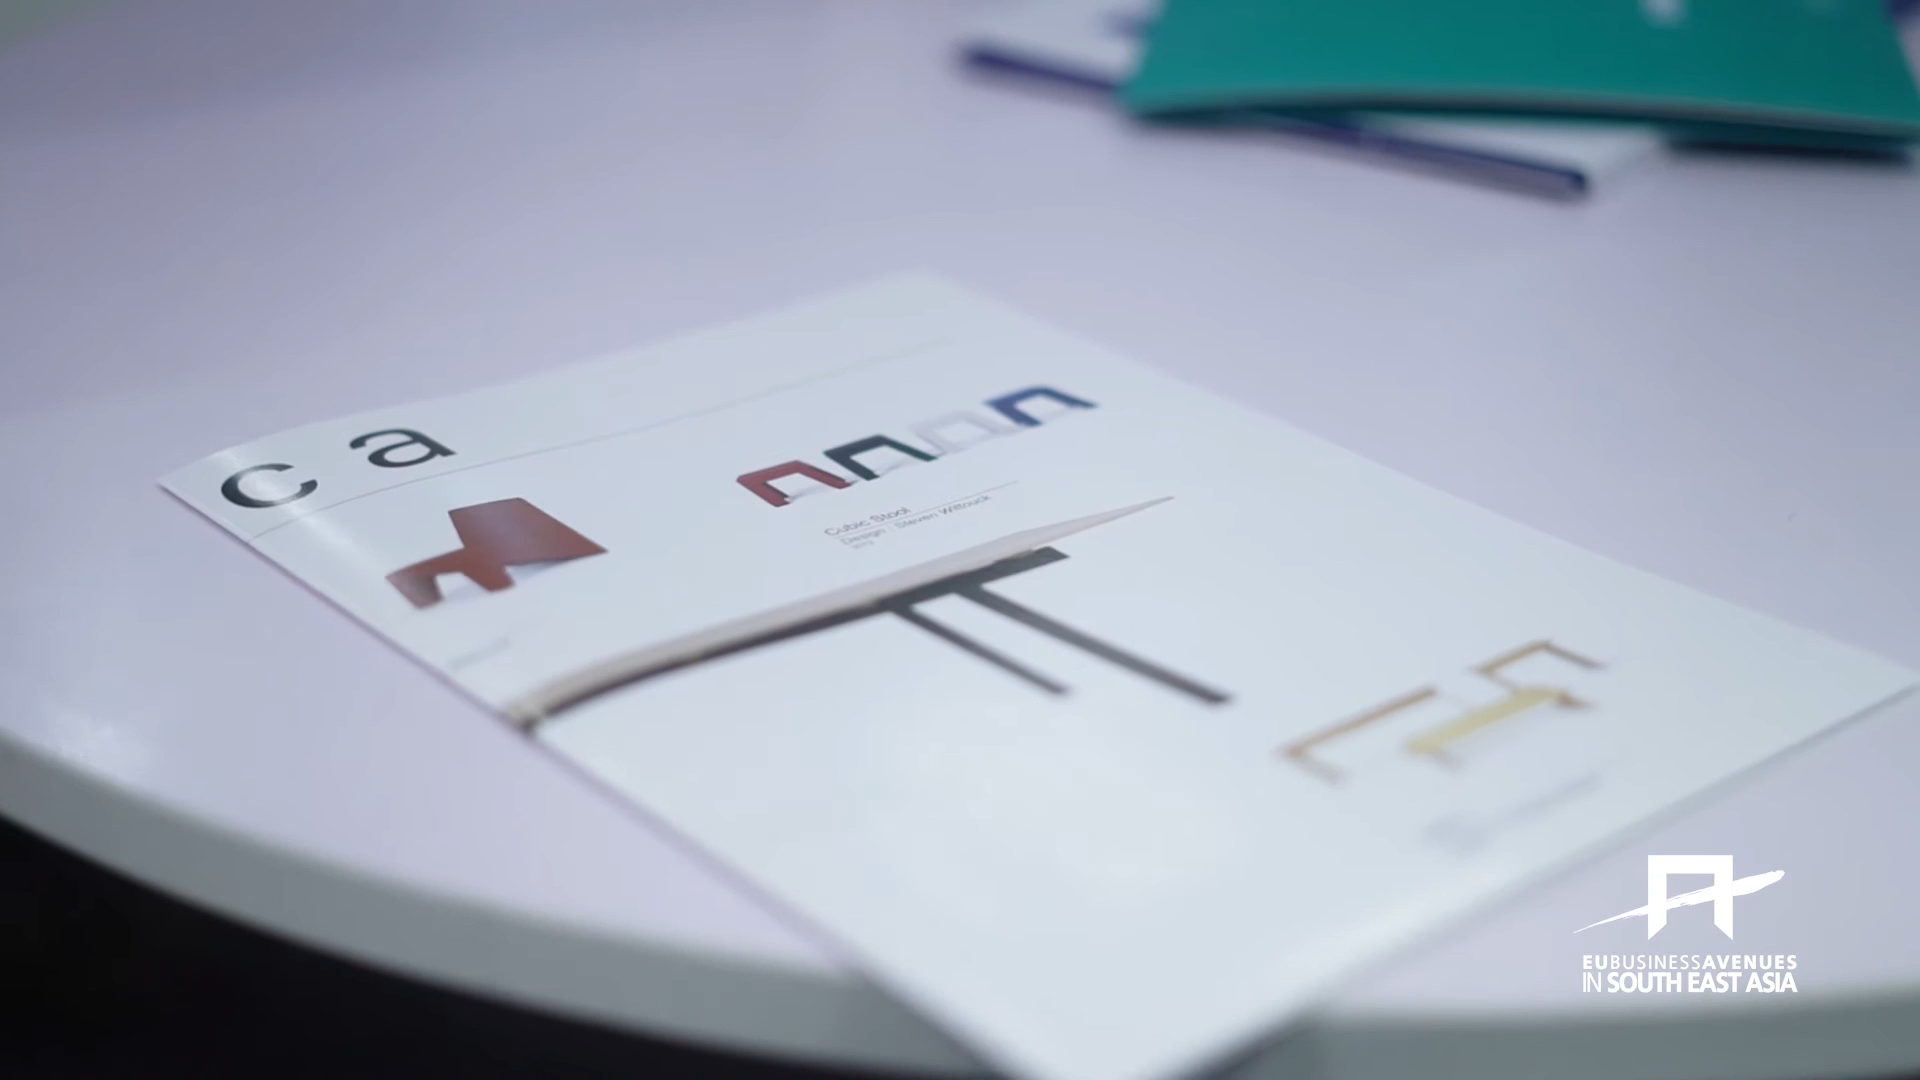 c a
Cubic Stool
Design : Steven Wittouck
EUBUSINESSAVENUES
IN SOUTH EAST ASIA